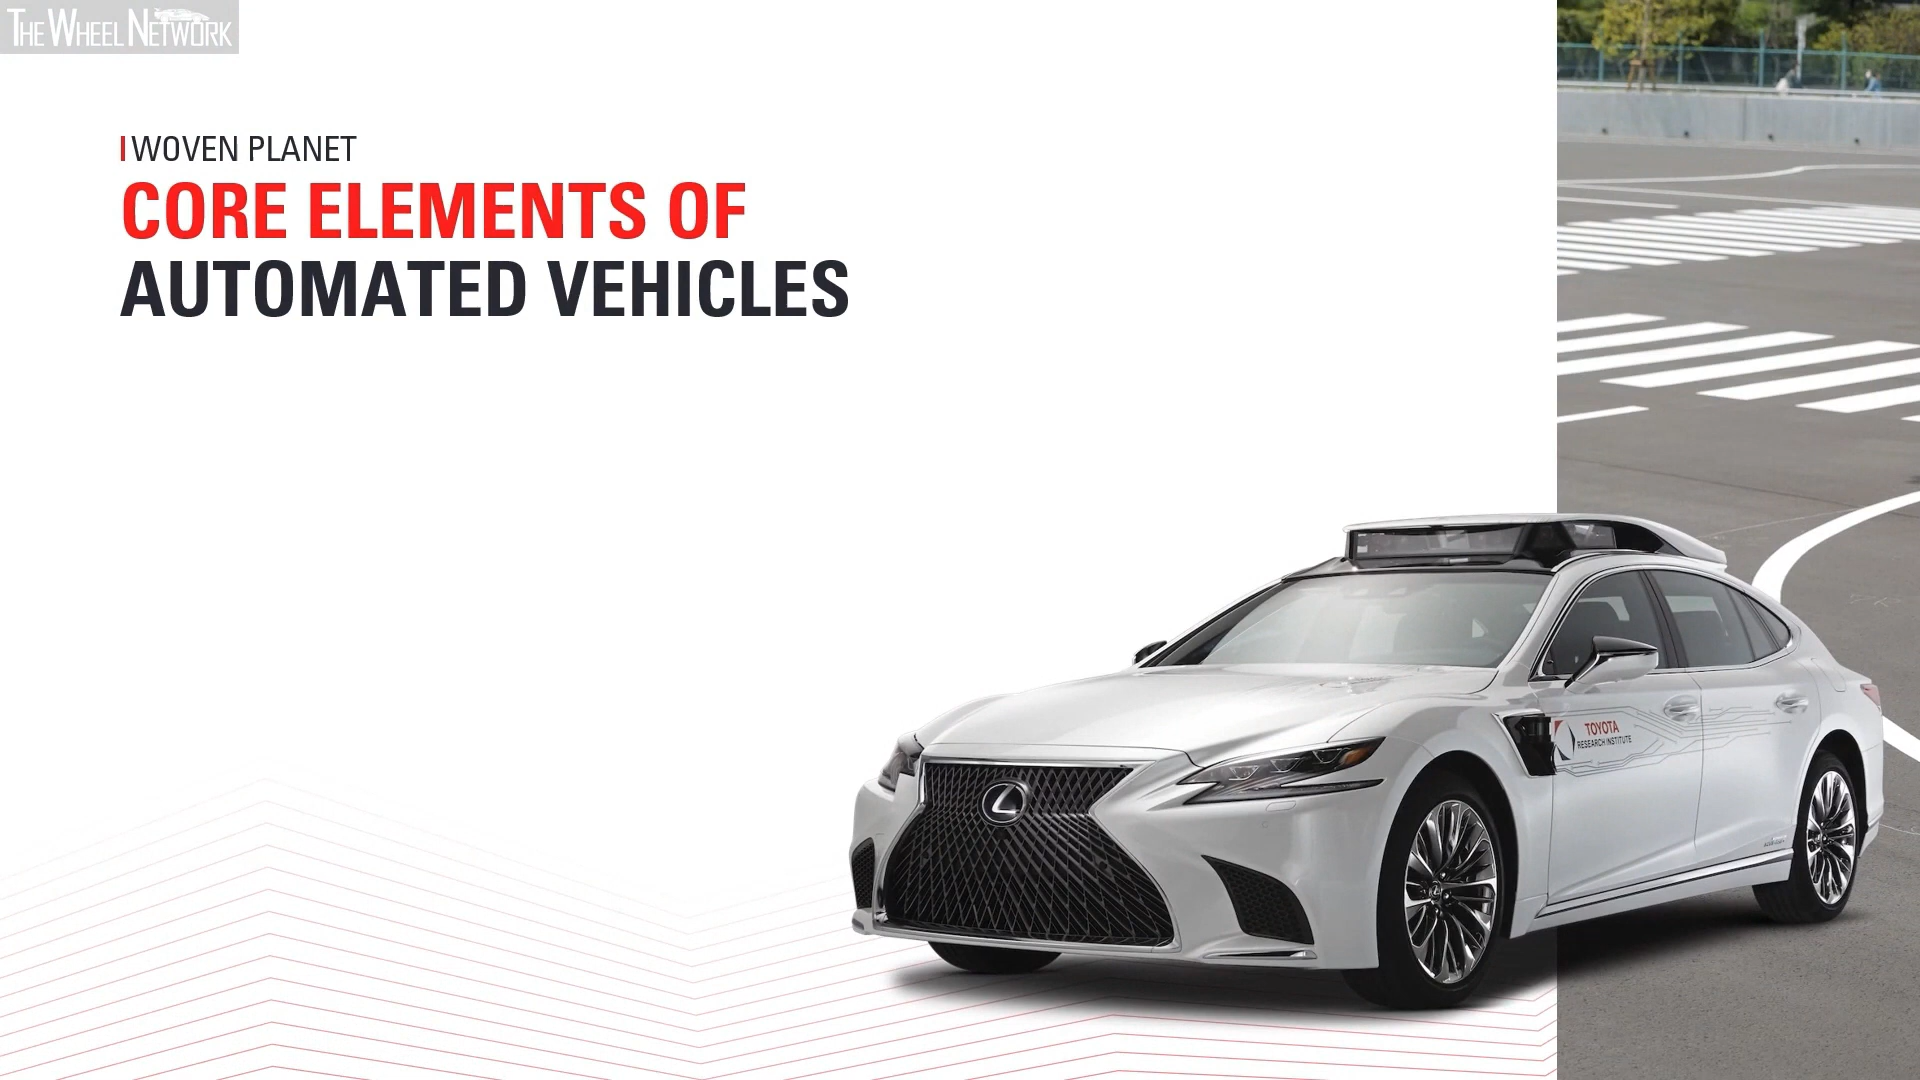 THE WHEEL NETWORK
WOVEN PLANET
CORE ELEMENTS OF
AUTOMATED VEHICLES
TOYOTA
RESEARCH INSTITUTE